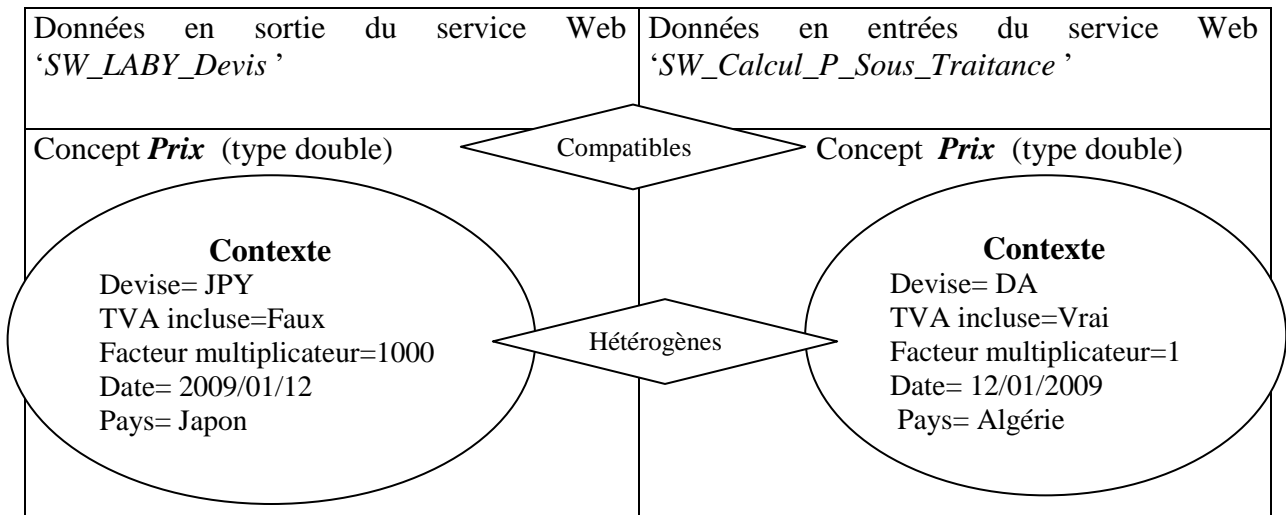 Données en sortie du service Web
‘SW_LABY_Devis ’
Données en entrées du service Web
‘SW_Calcul_P_Sous_Traitance ’
Concept Prix (type double)
Compatibles
Concept Prix (type double)
Contexte
Devise= JPY
TVA incluse=Faux
Facteur multiplicateur=1000
Date= 2009/01/12
Pays= Japon
Hétérogènes
Contexte
Devise= DA
TVA incluse=Vrai
Facteur multiplicateur=1
Date= 12/01/2009
Pays= Algérie